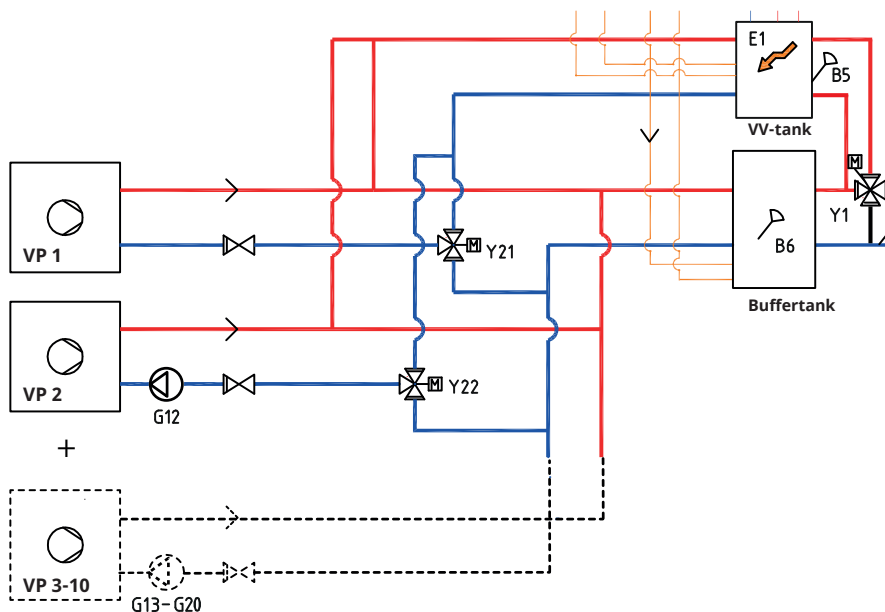 E1
B5
VV-tank
M
Y1
VP 1
M
Y21
B6
Buffertank
VP 2
M
Y22
G12
+
VP 3-10
G13-G20